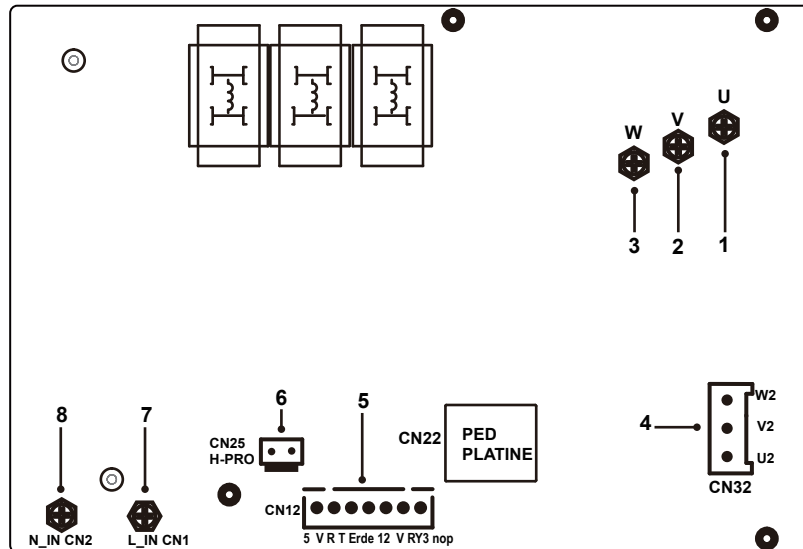 U
V
W
3 2 1
8 7 6 5
CN25
H-PRO
CN22
PED
PLATINE
4
W2
V2
U2
CN32
CN12
5 V R T Erde 12 V RY3 nop
N_IN CN2
L_IN CN1